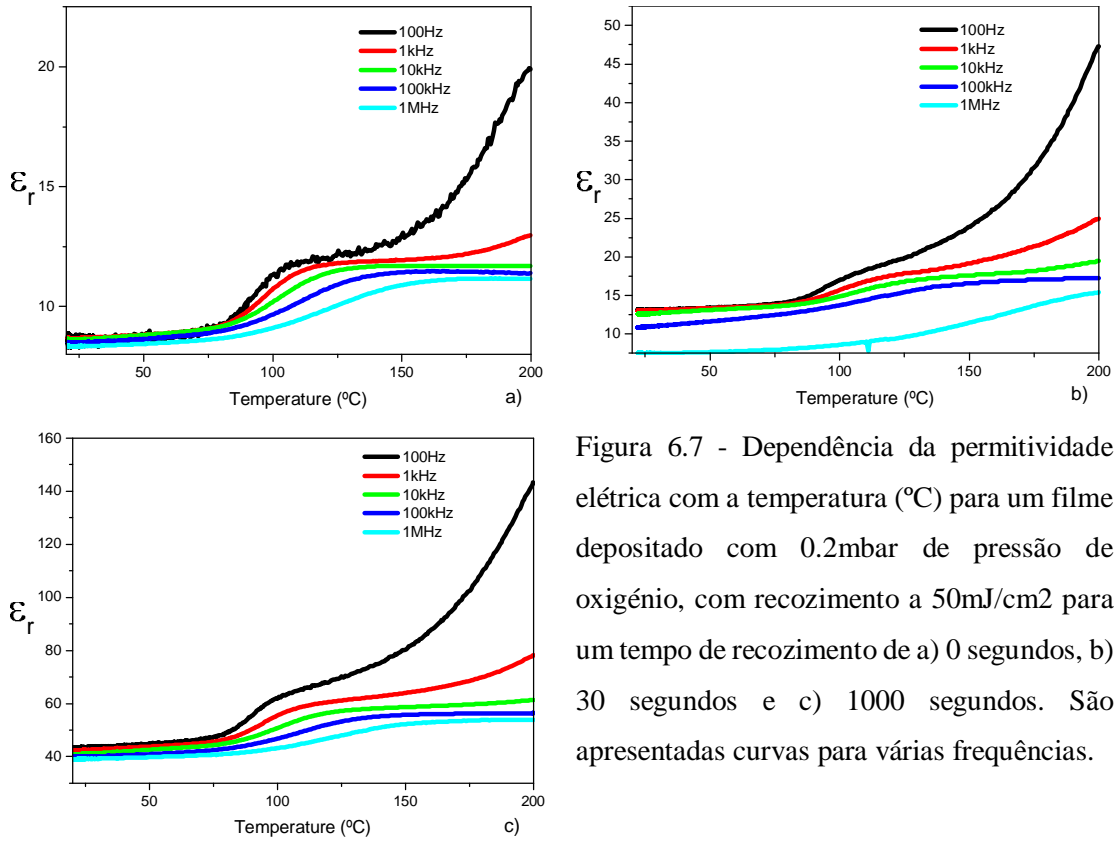 100Hz
1kHz
10kHz
100kHz
1MHz
20
15
10
εr
50
100
150
200
Temperature (ºC)
a)
100Hz
1kHz
10kHz
100kHz
1MHz
50
45
40
35
30
25
20
15
10
εr
50
100
150
200
Temperature (ºC)
b)
100Hz
1kHz
10kHz
100kHz
1MHz
160
140
120
100
80
60
40
εr
50
100
150
200
Temperature (ºC)
c)
Figura 6.7 - Dependência da permitividade
elétrica com a temperatura (ºC) para um filme
depositado com 0.2mbar de pressão de
oxigénio, com recozimento a 50mJ/cm2 para
um tempo de recozimento de a) 0 segundos, b)
30 segundos e c) 1000 segundos. São
apresentadas curvas para várias frequências.